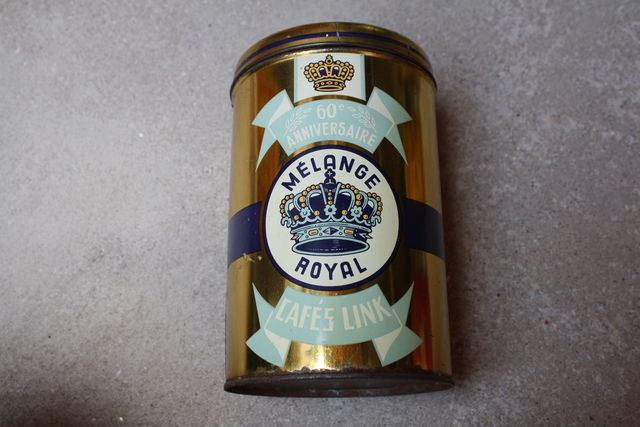 60e
ANNIVERSAIRE
MÉLANGE
ROYAL
CAFÉS LINK